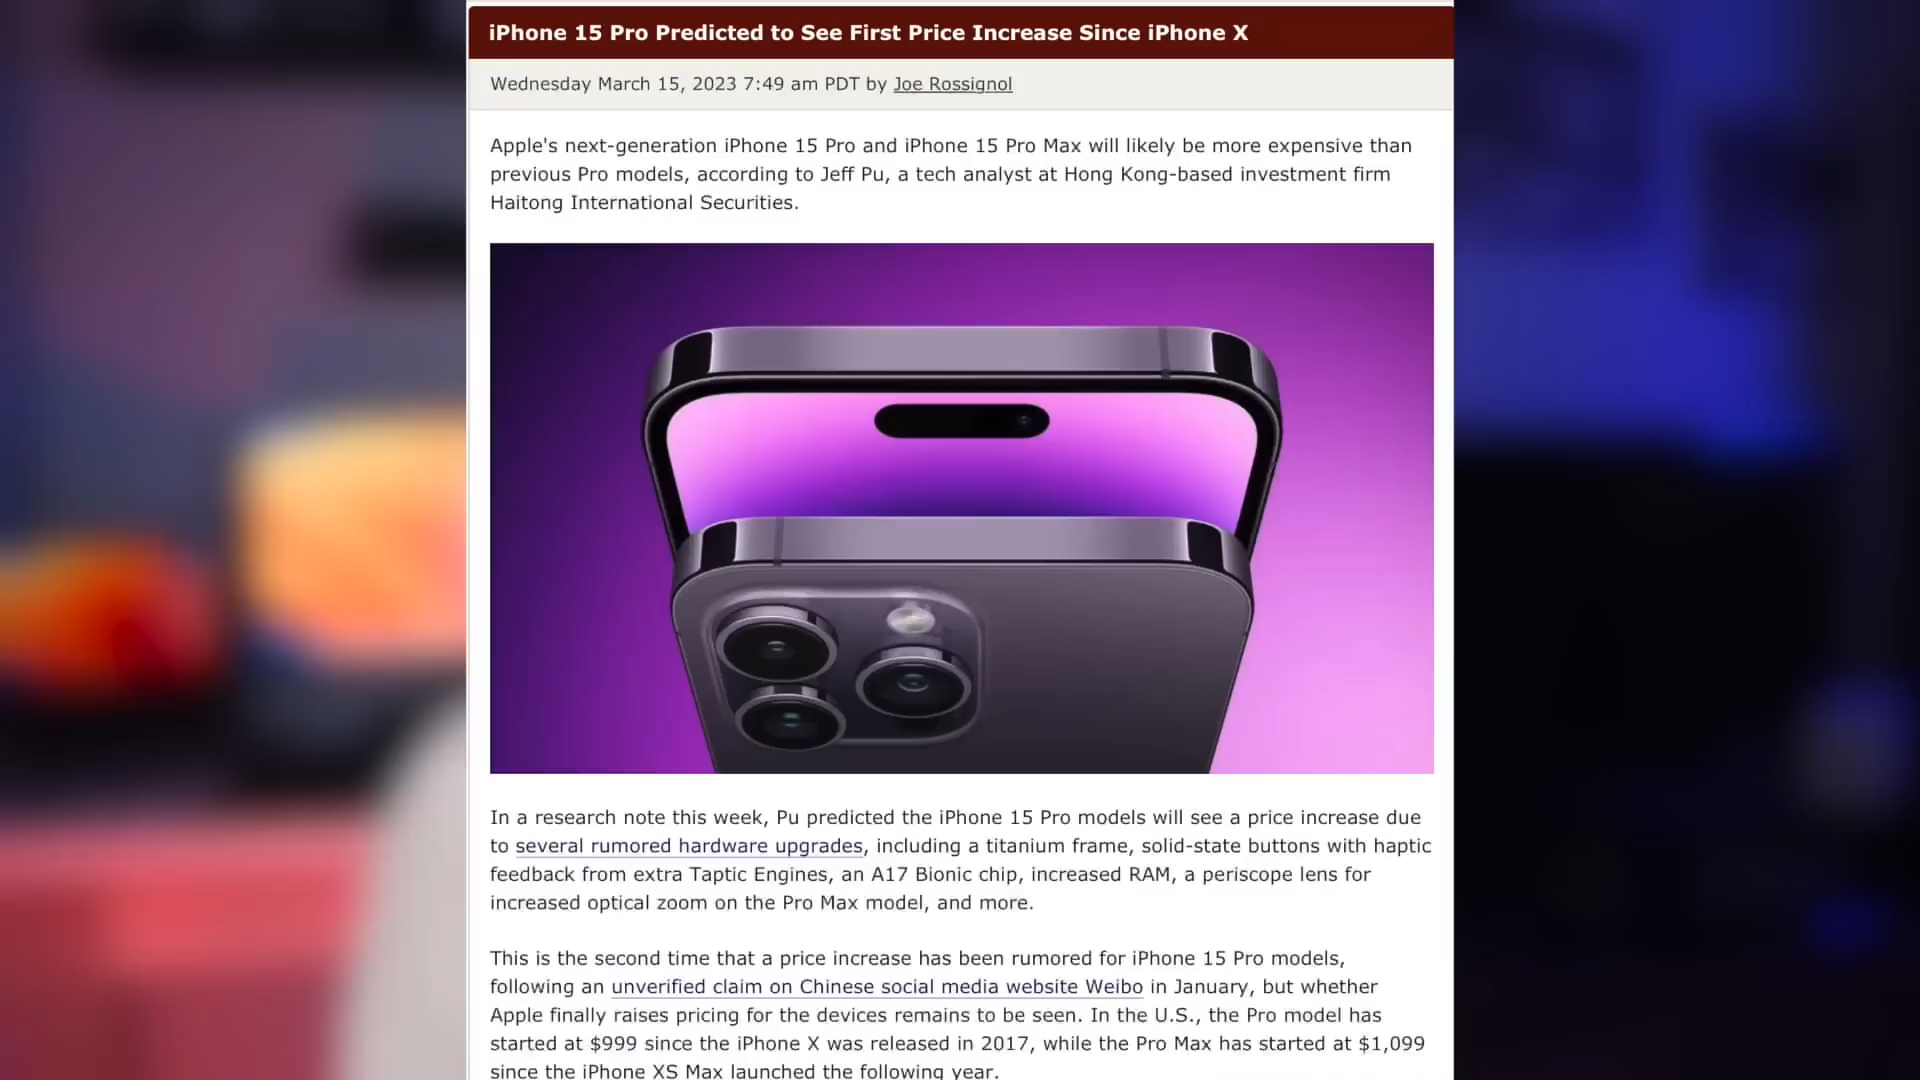 iPhone 15 Pro Predicted to See First Price Increase Since iPhone X
Wednesday March 15, 2023 7:49 am PDT by Joe Rossignol
Apple's next-generation iPhone 15 Pro and iPhone 15 Pro Max will likely be more expensive than
previous Pro models, according to Jeff Pu, a tech analyst at Hong Kong-based investment firm
Haitong International Securities.
In a research note this week, Pu predicted the iPhone 15 Pro models will see a price increase due
to several rumored hardware upgrades, including a titanium frame, solid-state buttons with haptic
feedback from extra Taptic Engines, an A17 Bionic chip, increased RAM, a periscope lens for
increased optical zoom on the Pro Max model, and more.
This is the second time that a price increase has been rumored for iPhone 15 Pro models,
following an unverified claim on Chinese social media website Weibo in January, but whether
Apple finally raises pricing for the devices remains to be seen. In the U.S., the Pro model has
started at $999 since the iPhone X was released in 2017, while the Pro Max has started at $1,099
since the iPhone XS Max launched the following year.